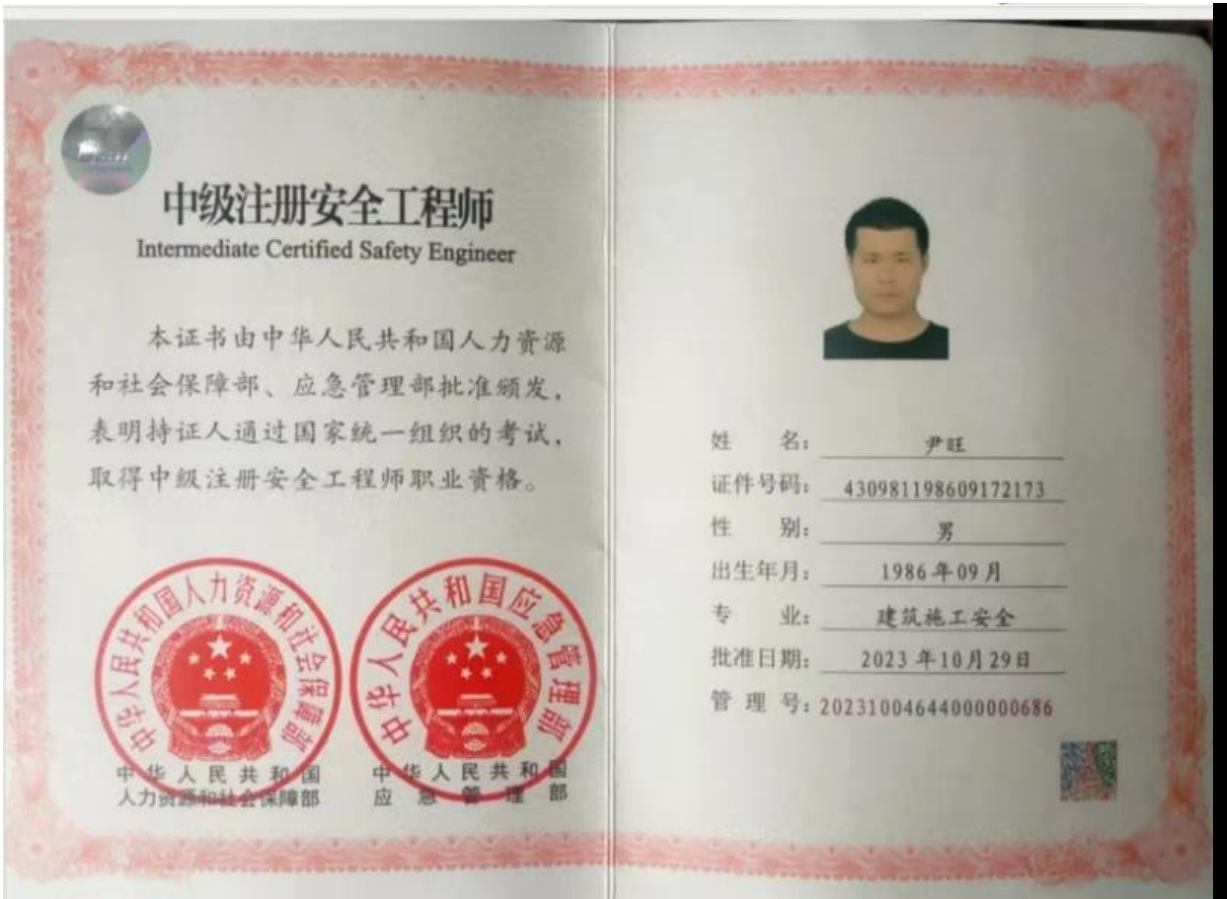 中级注册安全工程师
Intermediate Certified Safety Engineer
本证书由中华人民共和国人力资源
和社会保障部、应急管理部批准颁发，
表明持证人通过国家统一组织的考试，
取得中级注册安全工程师职业资格。
中华人民共和国人力资源和社会保障部
中华人民共和国应急管理部
中华人民共和国
人力资源和社会保障部
中华人民共和国
应急管理部
姓 名： 尹旺
证件号码： 430981198609172173
性 别： 男
出生年月： 1986年09月
专 业： 建筑施工安全
批准日期： 2023年10月29日
管 理 号：20231004644000000686